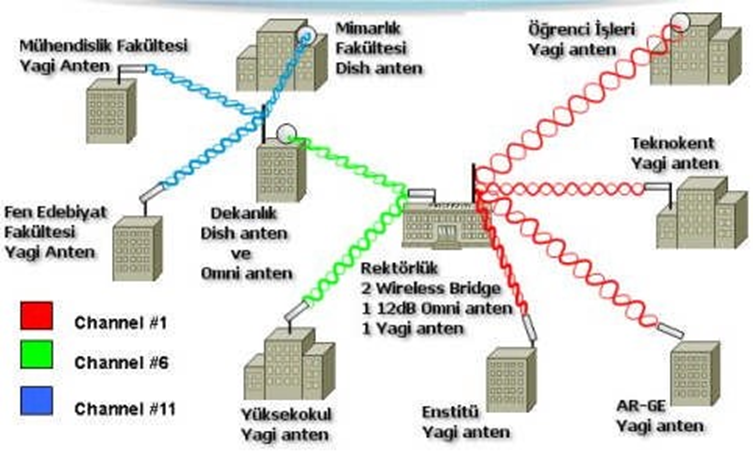 Mühendislik Fakültesi
Yagi Anten
Mimarlık
Fakültesi
Dish anten
Öğrenci İşleri
Yagi anten
Teknokent
Yagi anten
Fen Edebiyat
Fakültesi
Yagi Anten
Dekanlık
Dish anten
ve
Omni anten
Rektörlük
2 Wireless Bridge
1 12dB Omni anten
1 Yagi anten
Channel #1
Channel #6
Channel #11
Yüksekokul
Yagi anten
Enstitü
Yagi anten
AR-GE
Yagi anten